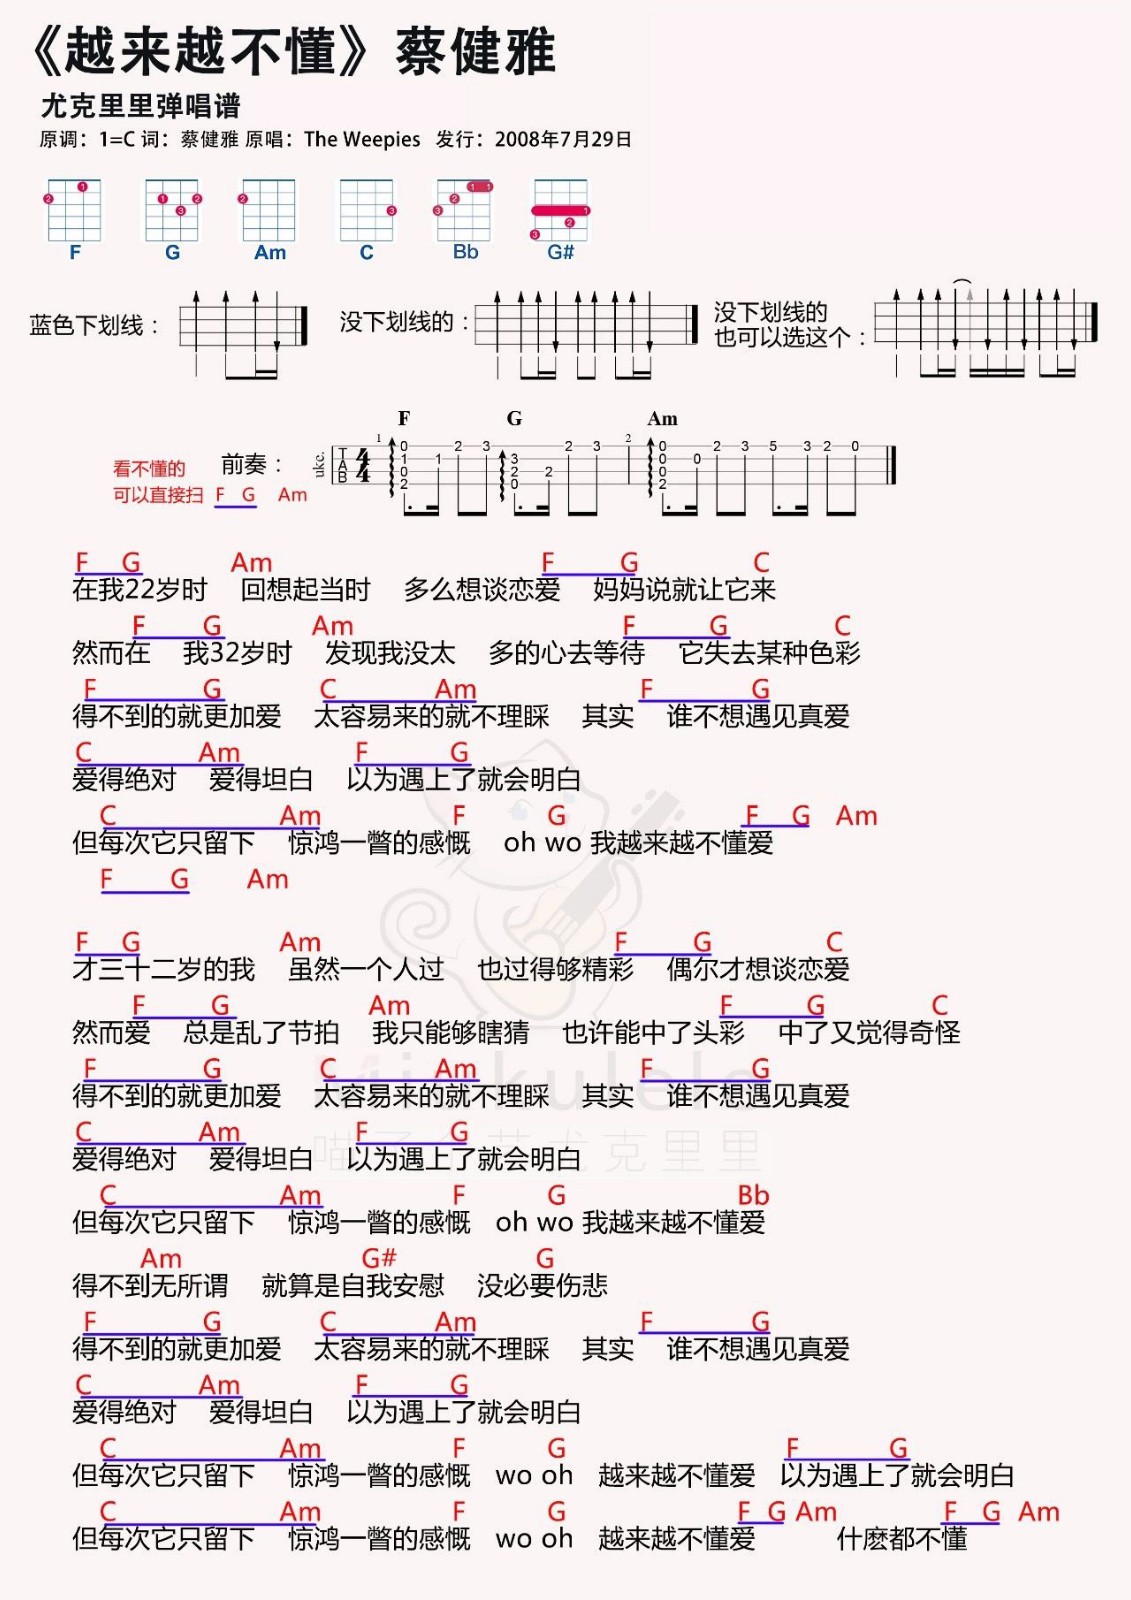 《越来越不懂》蔡健雅
尤克里里弹唱谱
原调：1=C 词：蔡健雅 原唱：The Weepies 发行：2008年7月29日
F G Am C Bb G#
蓝色下划线： 没下划线的： 没下划线的
也可以选这个：
F G Am
看不懂的 前奏：
可以直接扫 F G Am
F G Am F G C
在我22岁时 回想起当时 多么想谈恋爱 妈妈说就让它来
F G Am F G C
然而在 我32岁时 发现我没太 多的心去等待 它失去某种色彩
F G C Am F G
得不到的就更加爱 太容易来的就不理睬 其实 谁不想遇见真爱
C Am F G
爱得绝对 爱得坦白 以为遇上了就会明白
C Am F G F G Am
但每次它只留下 惊鸿一瞥的感慨 oh wo 我越来越不懂爱
F G Am
F G Am F G C
才三十二岁的我 虽然一个人过 也过得够精彩 偶尔才想谈恋爱
F G Am F G C
然而爱 总是乱了节拍 我只能够瞎猜 也许能中了头彩 中了又觉得奇怪
F G C Am F G
得不到的就更加爱 太容易来的就不理睬 其实 谁不想遇见真爱
C Am F G
爱得绝对 爱得坦白 以为遇上了就会明白
C Am F G Bb
但每次它只留下 惊鸿一瞥的感慨 oh wo 我越来越不懂爱
Am G# G
得不到无所谓 就算是自我安慰 没必要伤悲
F G C Am F G
得不到的就更加爱 太容易来的就不理睬 其实 谁不想遇见真爱
C Am F G
爱得绝对 爱得坦白 以为遇上了就会明白
C Am F G F G
但每次它只留下 惊鸿一瞥的感慨 wo oh 越来越不懂爱 以为遇上了就会明白
C Am F G F G Am F G Am
但每次它只留下 惊鸿一瞥的感慨 wo oh 越来越不懂爱 什麽都不懂